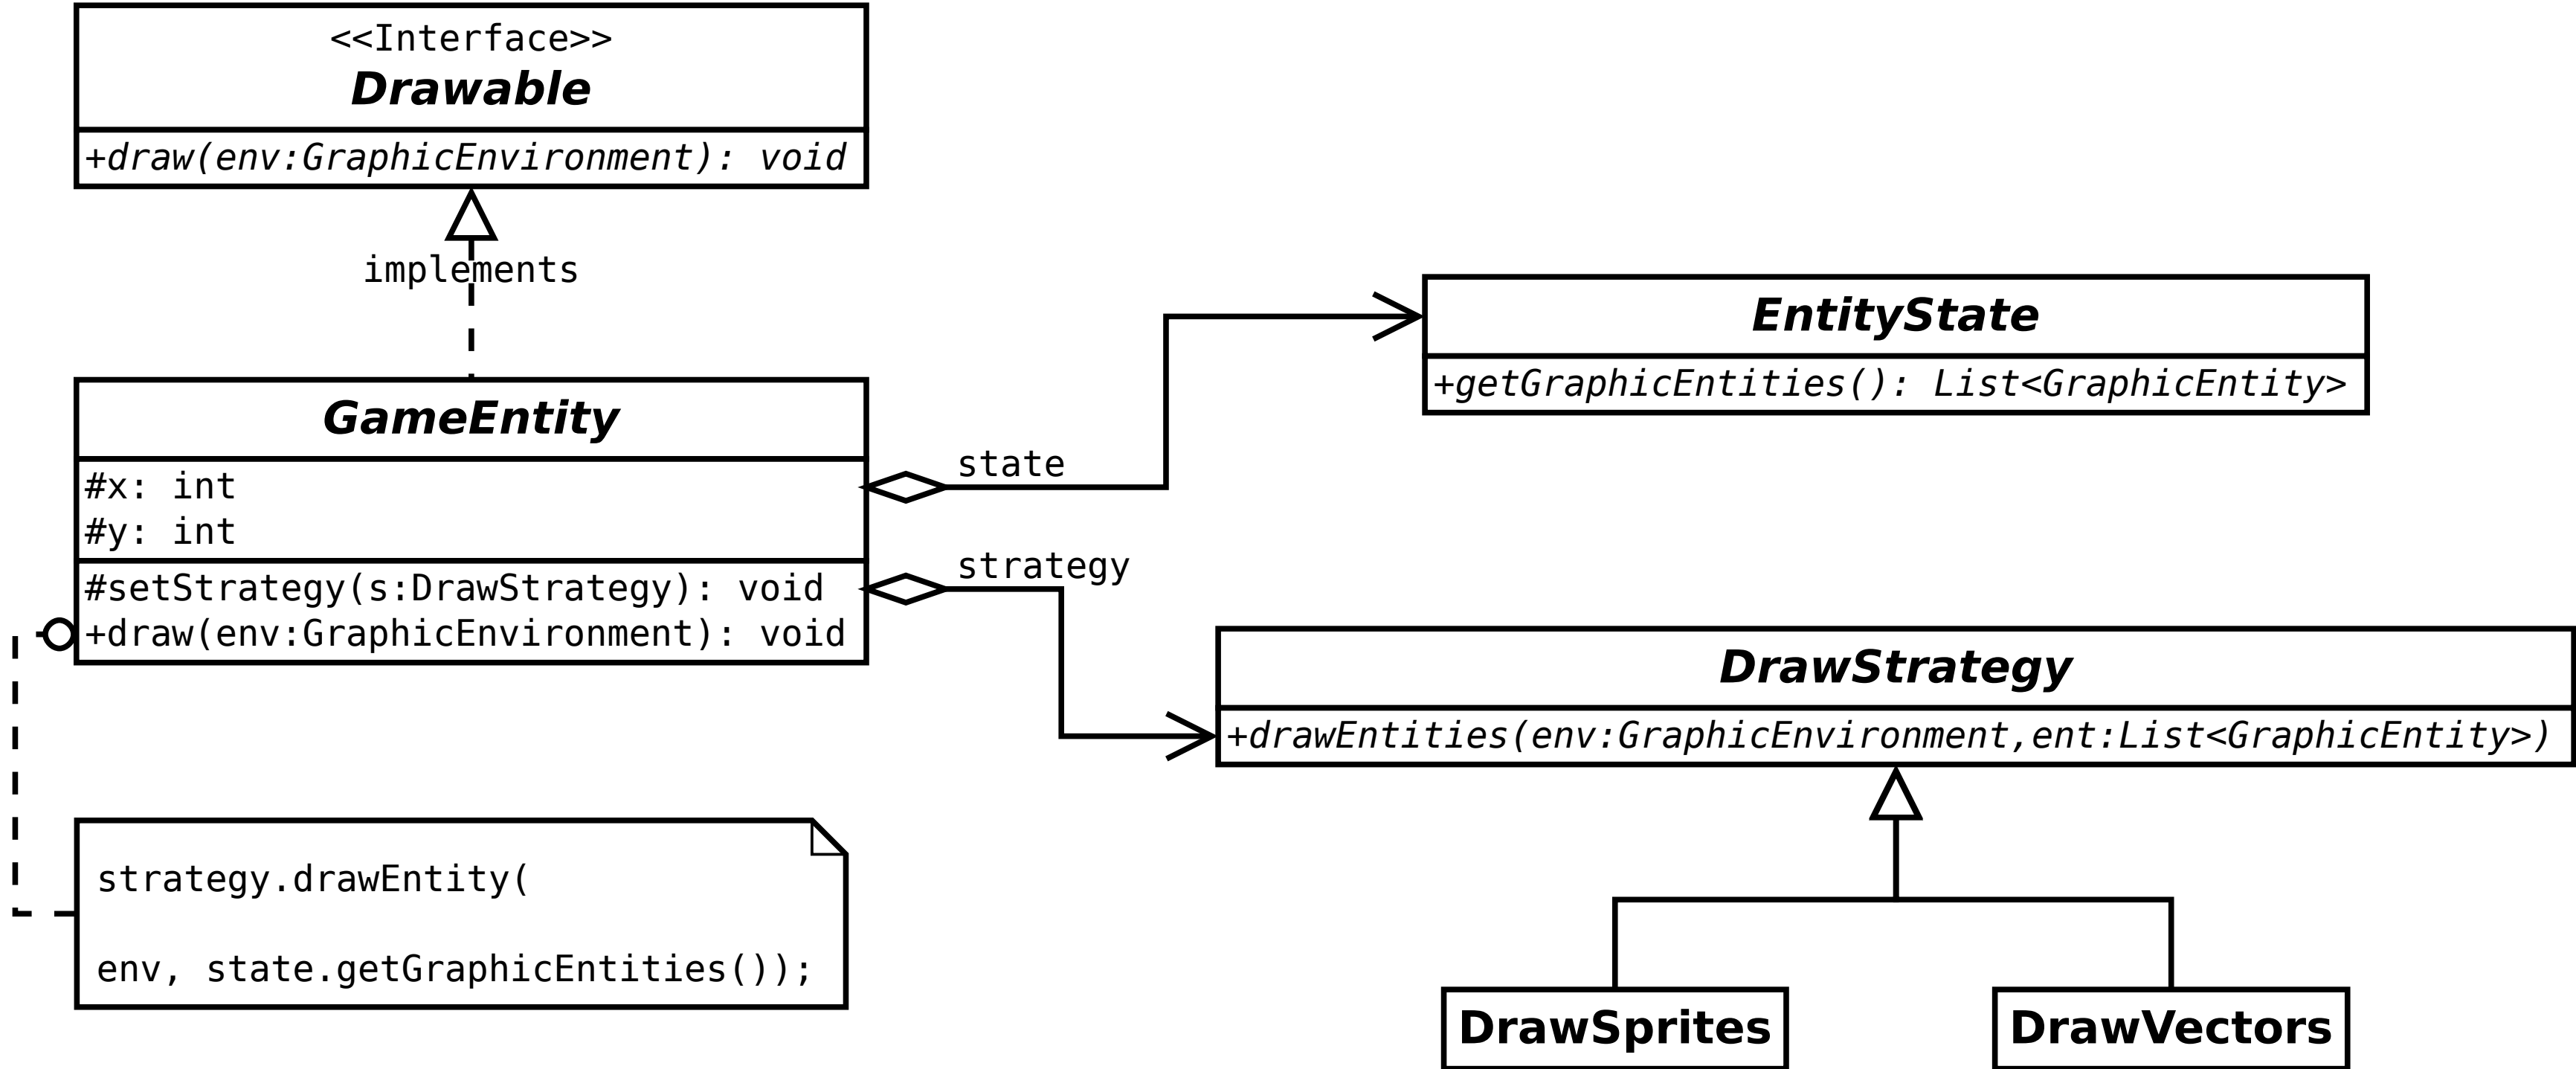 <<Interface>>
Drawable
+draw(env:GraphicEnvironment): void
implements
EntityState
+getGraphicEntities(): List<GraphicEntity>
GameEntity
#x: int
#y: int
#setStrategy(s:DrawStrategy): void
+draw(env:GraphicEnvironment): void
state
strategy
DrawStrategy
+drawEntities(env:GraphicEnvironment,ent:List<GraphicEntity>)
strategy.drawEntity(
env, state.getGraphicEntities());
DrawSprites
DrawVectors